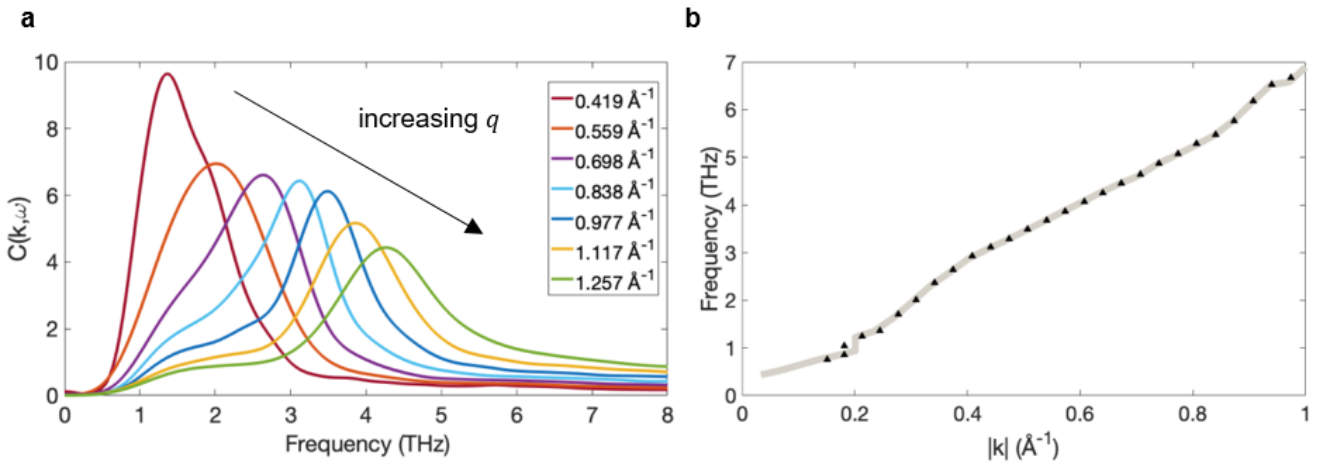 a
10
8
6
4
2
0
C(k,ω)
0 1 2 3 4 5 6 7 8
Frequency (THz)
increasing q
0.419 Å⁻¹
0.559 Å⁻¹
0.698 Å⁻¹
0.838 Å⁻¹
0.977 Å⁻¹
1.117 Å⁻¹
1.257 Å⁻¹
b
7
6
5
4
3
2
1
0
Frequency (THz)
0 0.2 0.4 0.6 0.8 1
|k| (Å⁻¹)